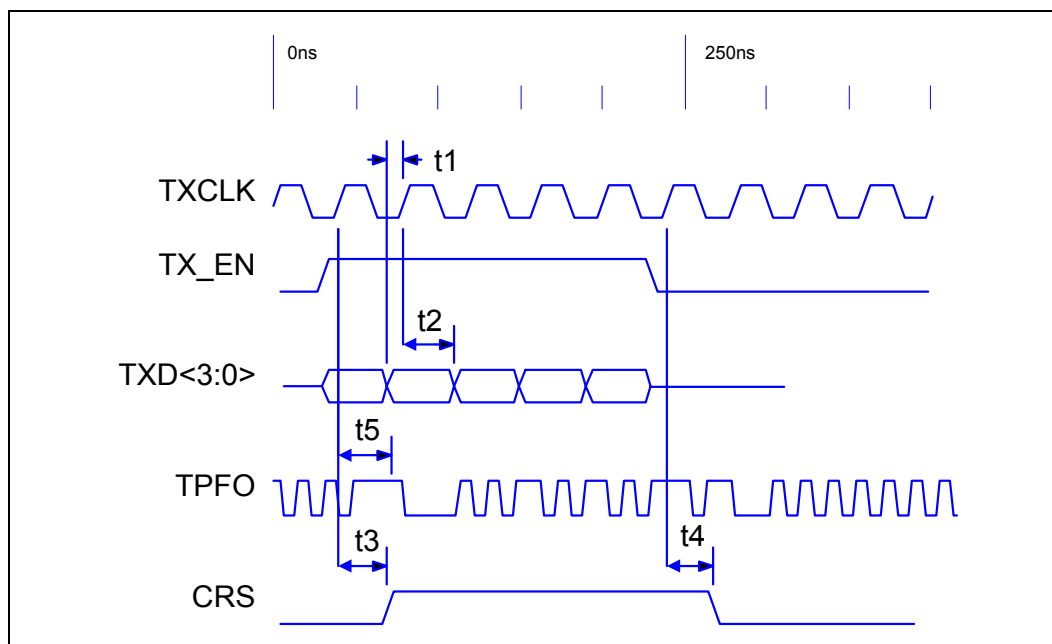 0ns 250ns
t1
TXCLK
TX_EN
t2
TXD<3:0>
t5
TPFO
t3 t4
CRS